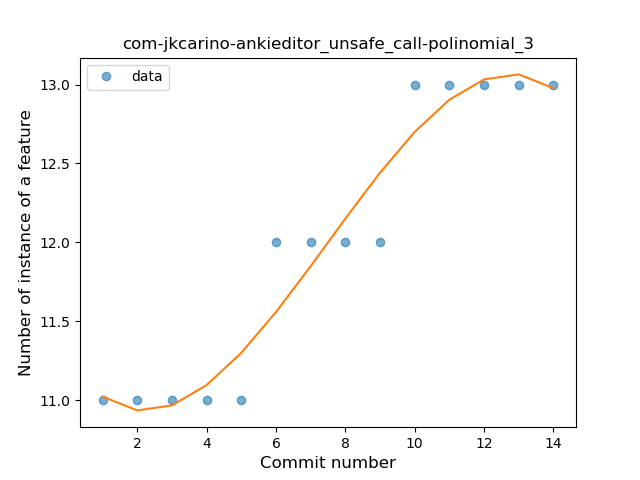 com-jkcarino-ankieditor_unsafe_call-polinomial_3
data
Number of instance of a feature
13.0
12.5
12.0
11.5
11.0
2 4 6 8 10 12 14
Commit number